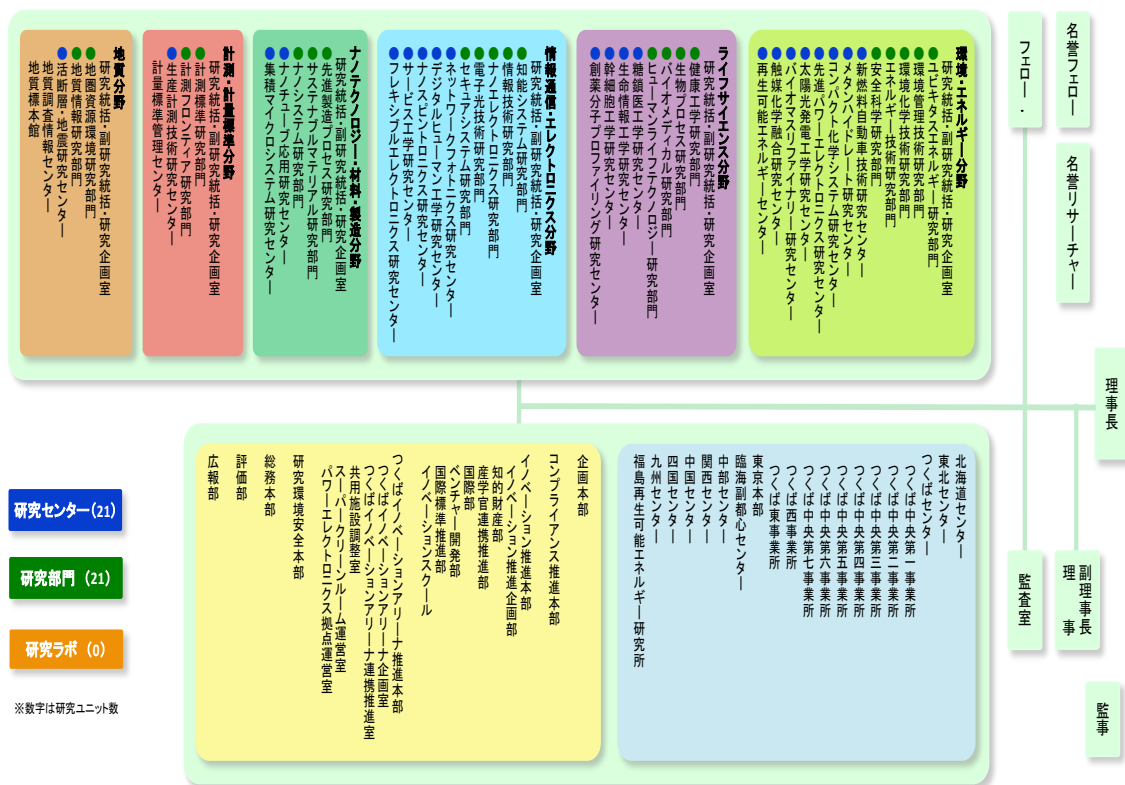 理事長
副理事長
理　事
監事
名誉フェロー
フェロー・
名誉リサーチャー
監査室
環境・エネルギー分野
研究統括・副研究統括・研究企画室
ユビキタスエネルギー研究部門
環境管理技術研究部門
環境化学技術研究部門
エネルギー技術研究部門
安全科学研究部門
新燃料自動車技術研究センター
メタンハイドレート研究センター
コンパクト化学システム研究センター
先進パワーエレクトロニクス研究センター
太陽光発電工学研究センター
バイオマスリファイナリー研究センター
触媒化学融合研究センター
再生可能エネルギーセンター
ライフサイエンス分野
研究統括・副研究統括・研究企画室
健康工学研究部門
生物プロセス研究部門
バイオメディカル研究部門
ヒューマンライフテクノロジー研究部門
糖鎖医工学研究センター
生命情報工学研究センター
幹細胞工学研究センター
創薬分子プロファイリング研究センター
情報通信・エレクトロニクス分野
研究統括・副研究統括・研究企画室
知能システム研究部門
情報技術研究部門
ナノエレクトロニクス研究部門
電子光技術研究部門
セキュアシステム研究部門
ネットワークフォトニクス研究センター
デジタルヒューマン工学研究センター
ナノスピントロニクス研究センター
サービス工学研究センター
フレキシブルエレクトロニクス研究センター
ナノテクノロジー・材料・製造分野
研究統括・副研究統括・研究企画室
先進製造プロセス研究部門
サステナブルマテリアル研究部門
ナノシステム研究部門
ナノチューブ応用研究センター
集積マイクロシステム研究センター
計測・計量標準分野
研究統括・副研究統括・研究企画室
計測標準研究部門
計測フロンティア研究部門
生産計測技術研究センター
計量標準管理センター
地質分野
研究統括・副研究統括・研究企画室
地圏資源環境研究部門
地質情報研究部門
活断層・地震研究センター
地質調査情報センター
地質標本館
北海道センター
東北センター
つくばセンター
つくば中央第一事業所
つくば中央第二事業所
つくば中央第三事業所
つくば中央第四事業所
つくば中央第五事業所
つくば中央第六事業所
つくば中央第七事業所
つくば西事業所
つくば東事業所
東京本部
臨海副都心センター
中部センター
関西センター
中国センター
四国センター
九州センター
福島再生可能エネルギー研究所
企画本部
コンプライアンス推進本部
イノベーション推進本部
イノベーション推進企画部
知的財産部
産学官連携推進部
国際部
ベンチャー開発部
国際標準推進部
イノベーションスクール
つくばイノベーションアリーナ推進本部
つくばイノベーションアリーナ企画室
つくばイノベーションアリーナ連携推進室
共用施設調整室
スーパークリーンルーム運営室
パワーエレクトロニクス拠点運営室
研究環境安全本部
総務本部
評価部
広報部
研究センター(21)
研究部門 (21)
研究ラボ (0)
※数字は研究ユニット数